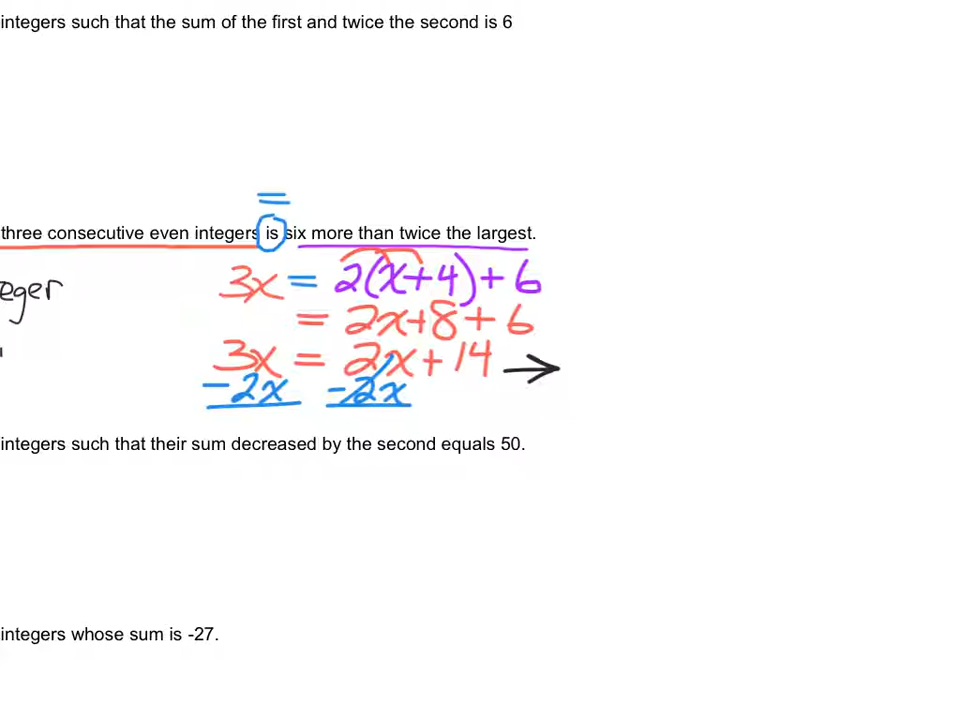 integers such that the sum of the first and twice the second is 6
=
three consecutive even integers is six more than twice the largest.
eger
3x = 2(x+4)+6
= 2x+8+6
3x = 2x+14 →
-2x -2x
integers such that their sum decreased by the second equals 50.
integers whose sum is -27.